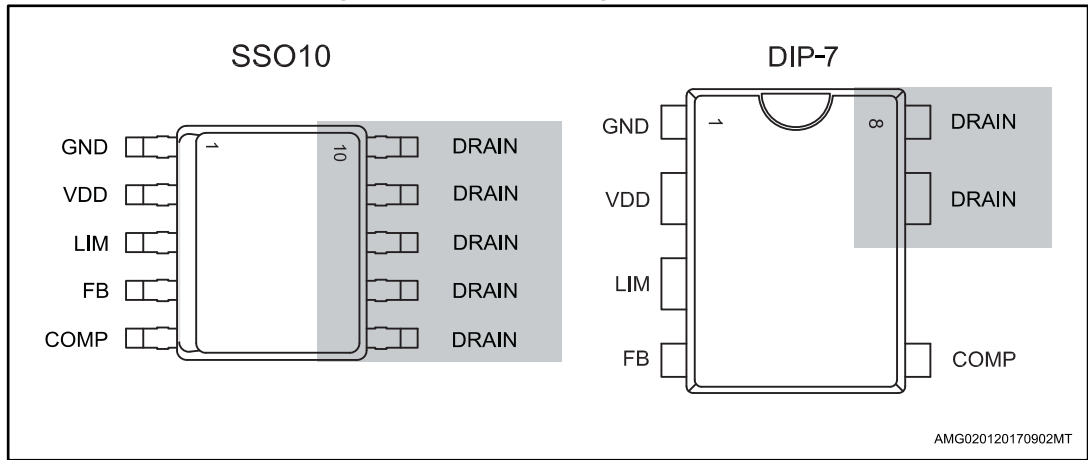 SSO10
GND 1 10 DRAIN
VDD DRAIN
LIM DRAIN
FB DRAIN
COMP DRAIN
DIP-7
GND 1 8 DRAIN
VDD DRAIN
LIM
FB COMP
AMG020120170902MT